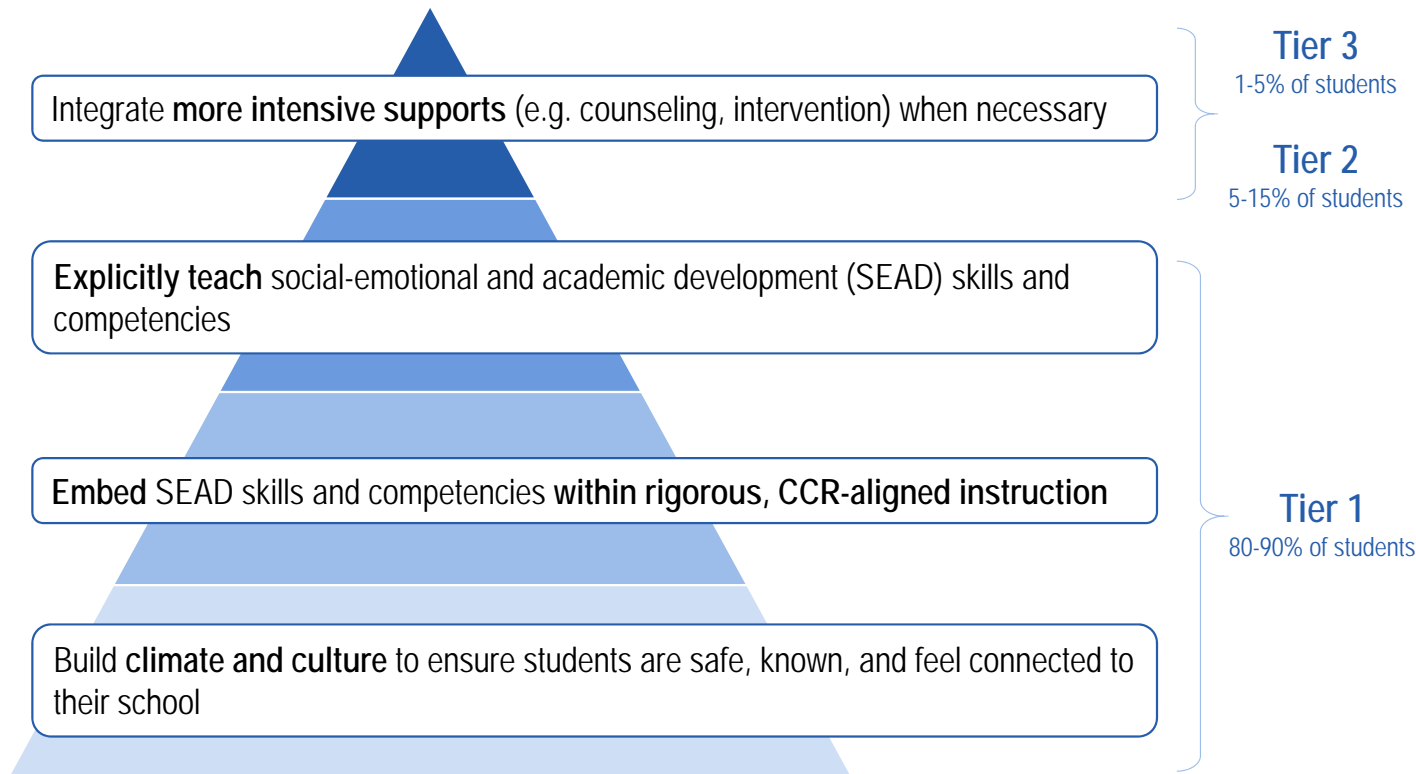 Tier 3
1-5% of students
Integrate more intensive supports (e.g. counseling, intervention) when necessary
Tier 2
5-15% of students
Explicitly teach social-emotional and academic development (SEAD) skills and
competencies
Embed SEAD skills and competencies within rigorous, CCR-aligned instruction
Tier 1
80-90% of students
Build climate and culture to ensure students are safe, known, and feel connected to
their school